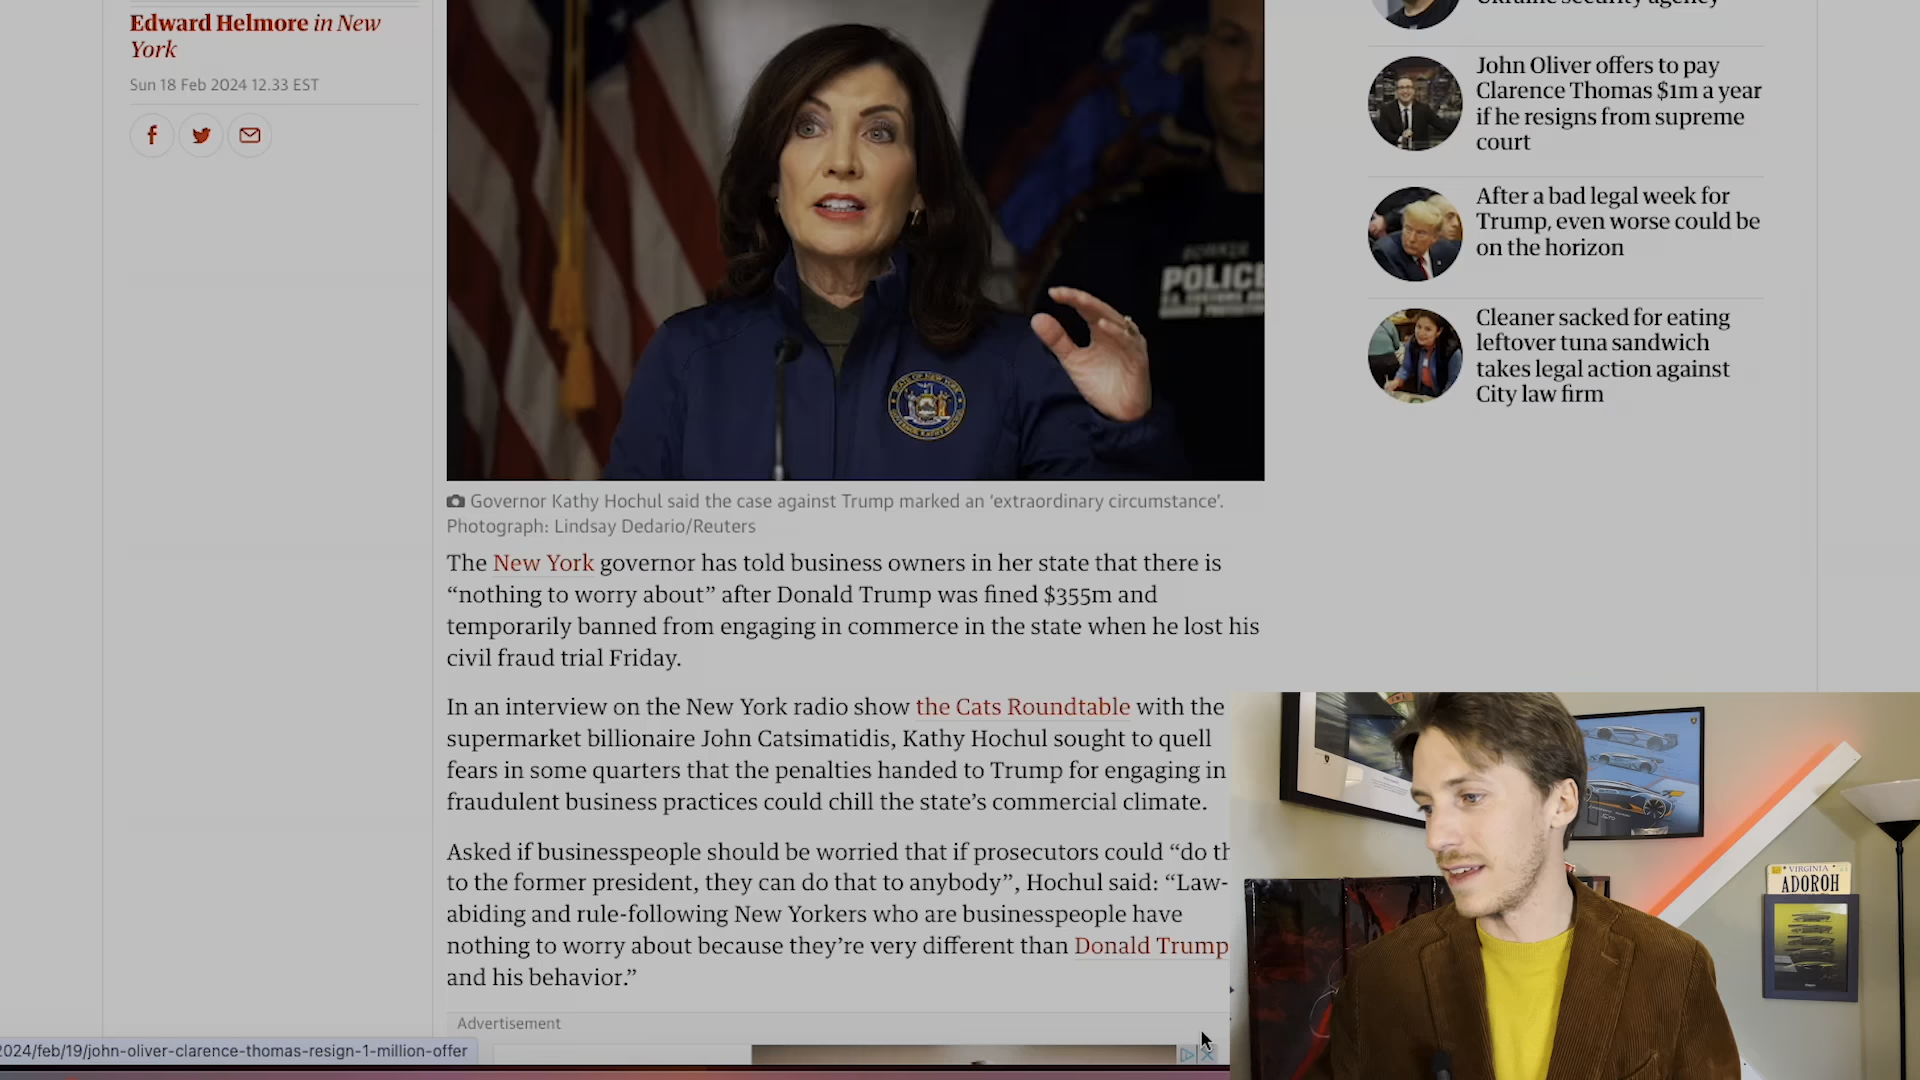 Edward Helmore in New
York
Sun 18 Feb 2024 12.33 EST
POLICE
Governor Kathy Hochul said the case against Trump marked an ‘extraordinary circumstance’.
Photograph: Lindsay Dedario/Reuters
The New York governor has told business owners in her state that there is
“nothing to worry about” after Donald Trump was fined $355m and
temporarily banned from engaging in commerce in the state when he lost his
civil fraud trial Friday.
In an interview on the New York radio show the Cats Roundtable with the
supermarket billionaire John Catsimatidis, Kathy Hochul sought to quell
fears in some quarters that the penalties handed to Trump for engaging in
fraudulent business practices could chill the state’s commercial climate.
Asked if businesspeople should be worried that if prosecutors could “do th
to the former president, they can do that to anybody”, Hochul said: “Law-
abiding and rule-following New Yorkers who are businesspeople have
nothing to worry about because they’re very different than Donald Trump
and his behavior.”
Advertisement
2024/feb/19/john-oliver-clarence-thomas-resign-1-million-offer
Ukraine security agency
John Oliver offers to pay
Clarence Thomas $1m a year
if he resigns from supreme
court
After a bad legal week for
Trump, even worse could be
on the horizon
Cleaner sacked for eating
leftover tuna sandwich
takes legal action against
City law firm
VIRGINIA
ADOROH